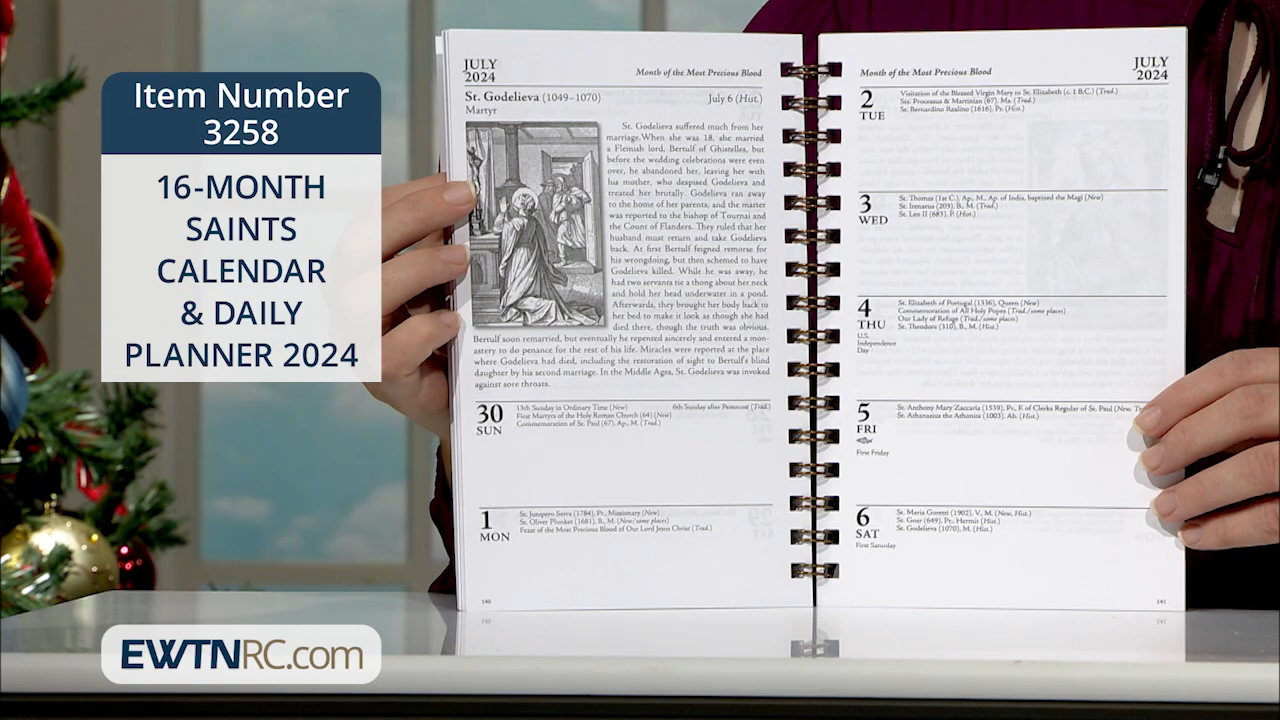 Item Number
3258
16-MONTH
SAINTS
CALENDAR
& DAILY
PLANNER 2024
EWTNRC.com
JULY
2024
Month of the Most Precious Blood
St. Godelieva (1049–1070)
July 6 (Hist.)
Martyr
St. Godelieva suffered much from her
marriage. When she was 18, she married
a Flemish lord, Bertulf of Ghistelles, but
before the wedding celebrations were even
over, he abandoned her, leaving her with
his mother, who despised Godelieva and
treated her brutally. Godelieva ran away
to the home of her parents, and the matter
was reported to the bishop of Tournai and
the Count of Flanders. They ruled that her
husband must return and take Godelieva
back. At first Bertulf feigned remorse for
his wrongdoing, but then schemed to have
Godelieva killed. While he was away, he
had two servants tie a thong about her neck
and hold her head underwater in a pond.
Afterwards, they brought her body back to
her bed to make it look as though she had
died there, though the truth was obvious.
Bertulf soon remarried, but eventually he repented sincerely and entered a mon-
astery to do penance for the rest of his life. Miracles were reported at the place
where Godelieva had died, including the restoration of sight to Bertulf's blind
daughter by his second marriage. In the Middle Ages, St. Godelieva was invoked
against sore throats.
30
SUN
13th Sunday in Ordinary Time (New) 6th Sunday after Pentecost (Trad.)
First Martyrs of the Holy Roman Church (64) (New)
Commemoration of St. Paul (67), Ap., M. (Trad.)
1
MON
St. Junipero Serra (1784), Pr., Missionary (New)
St. Oliver Plunket (1681), B., M. (New/some places)
Feast of the Most Precious Blood of Our Lord Jesus Christ (Trad.)
140
Month of the Most Precious Blood
JULY
2024
2
TUE
Visitation of the Blessed Virgin Mary to St. Elizabeth (c. 1 B.C.) (Trad.)
Sts. Processus & Martinian (67), Ms. (Trad.)
St. Bernardino Realino (1616), Pr. (Hist.)
3
WED
St. Thomas (1st C.), Ap., M., Ap. of India, baptized the Magi (New)
St. Irenaeus (203), B., M. (Trad.)
St. Leo II (683), P. (Hist.)
4
THU
U.S.
Independence
Day
St. Elizabeth of Portugal (1336), Queen (New)
Commemoration of All Holy Popes (Trad./some places)
Our Lady of Refuge (Trad./some places)
St. Theodore (310), B., M. (Hist.)
5
FRI
First Friday
St. Anthony Mary Zaccaria (1539), Pr., F. of Clerks Regular of St. Paul (New, Tr
St. Athanasius the Athonite (1003), Ab. (Hist.)
6
SAT
First Saturday
St. Maria Goretti (1902), V., M. (New, Hist.)
St. Goar (649), Pr., Hermit (Hist.)
St. Godelieva (1070), M. (Hist.)
141